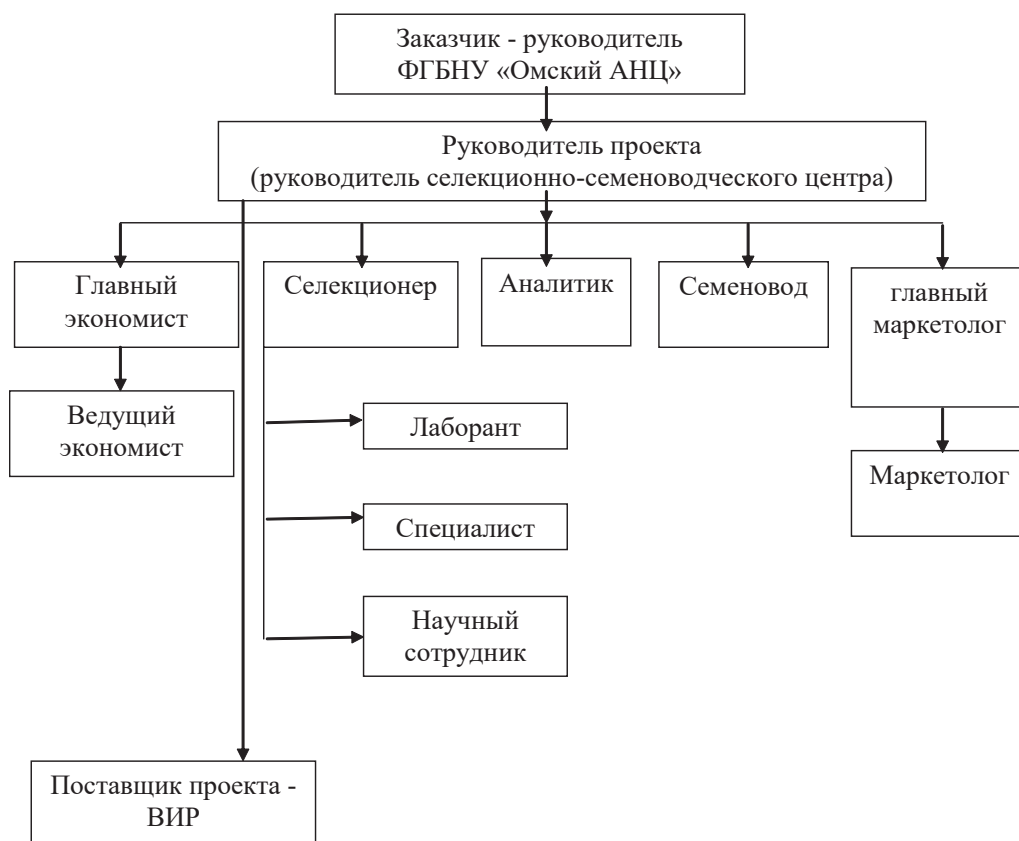 Заказчик - руководитель
ФГБНУ «Омский АНЦ»
Руководитель проекта
(руководитель селекционно-семеноводческого центра)
Главный
экономист
Селекционер
Аналитик
Семеновод
главный
маркетолог
Ведущий
экономист
Лаборант
Маркетолог
Специалист
Научный
сотрудник
Поставщик проекта -
ВИР